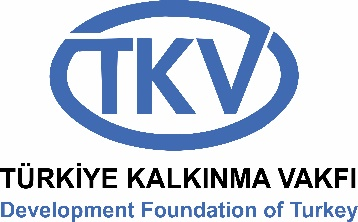 TKV
TÜRKİYE KALKINMA VAKFI
Development Foundation of Turkey